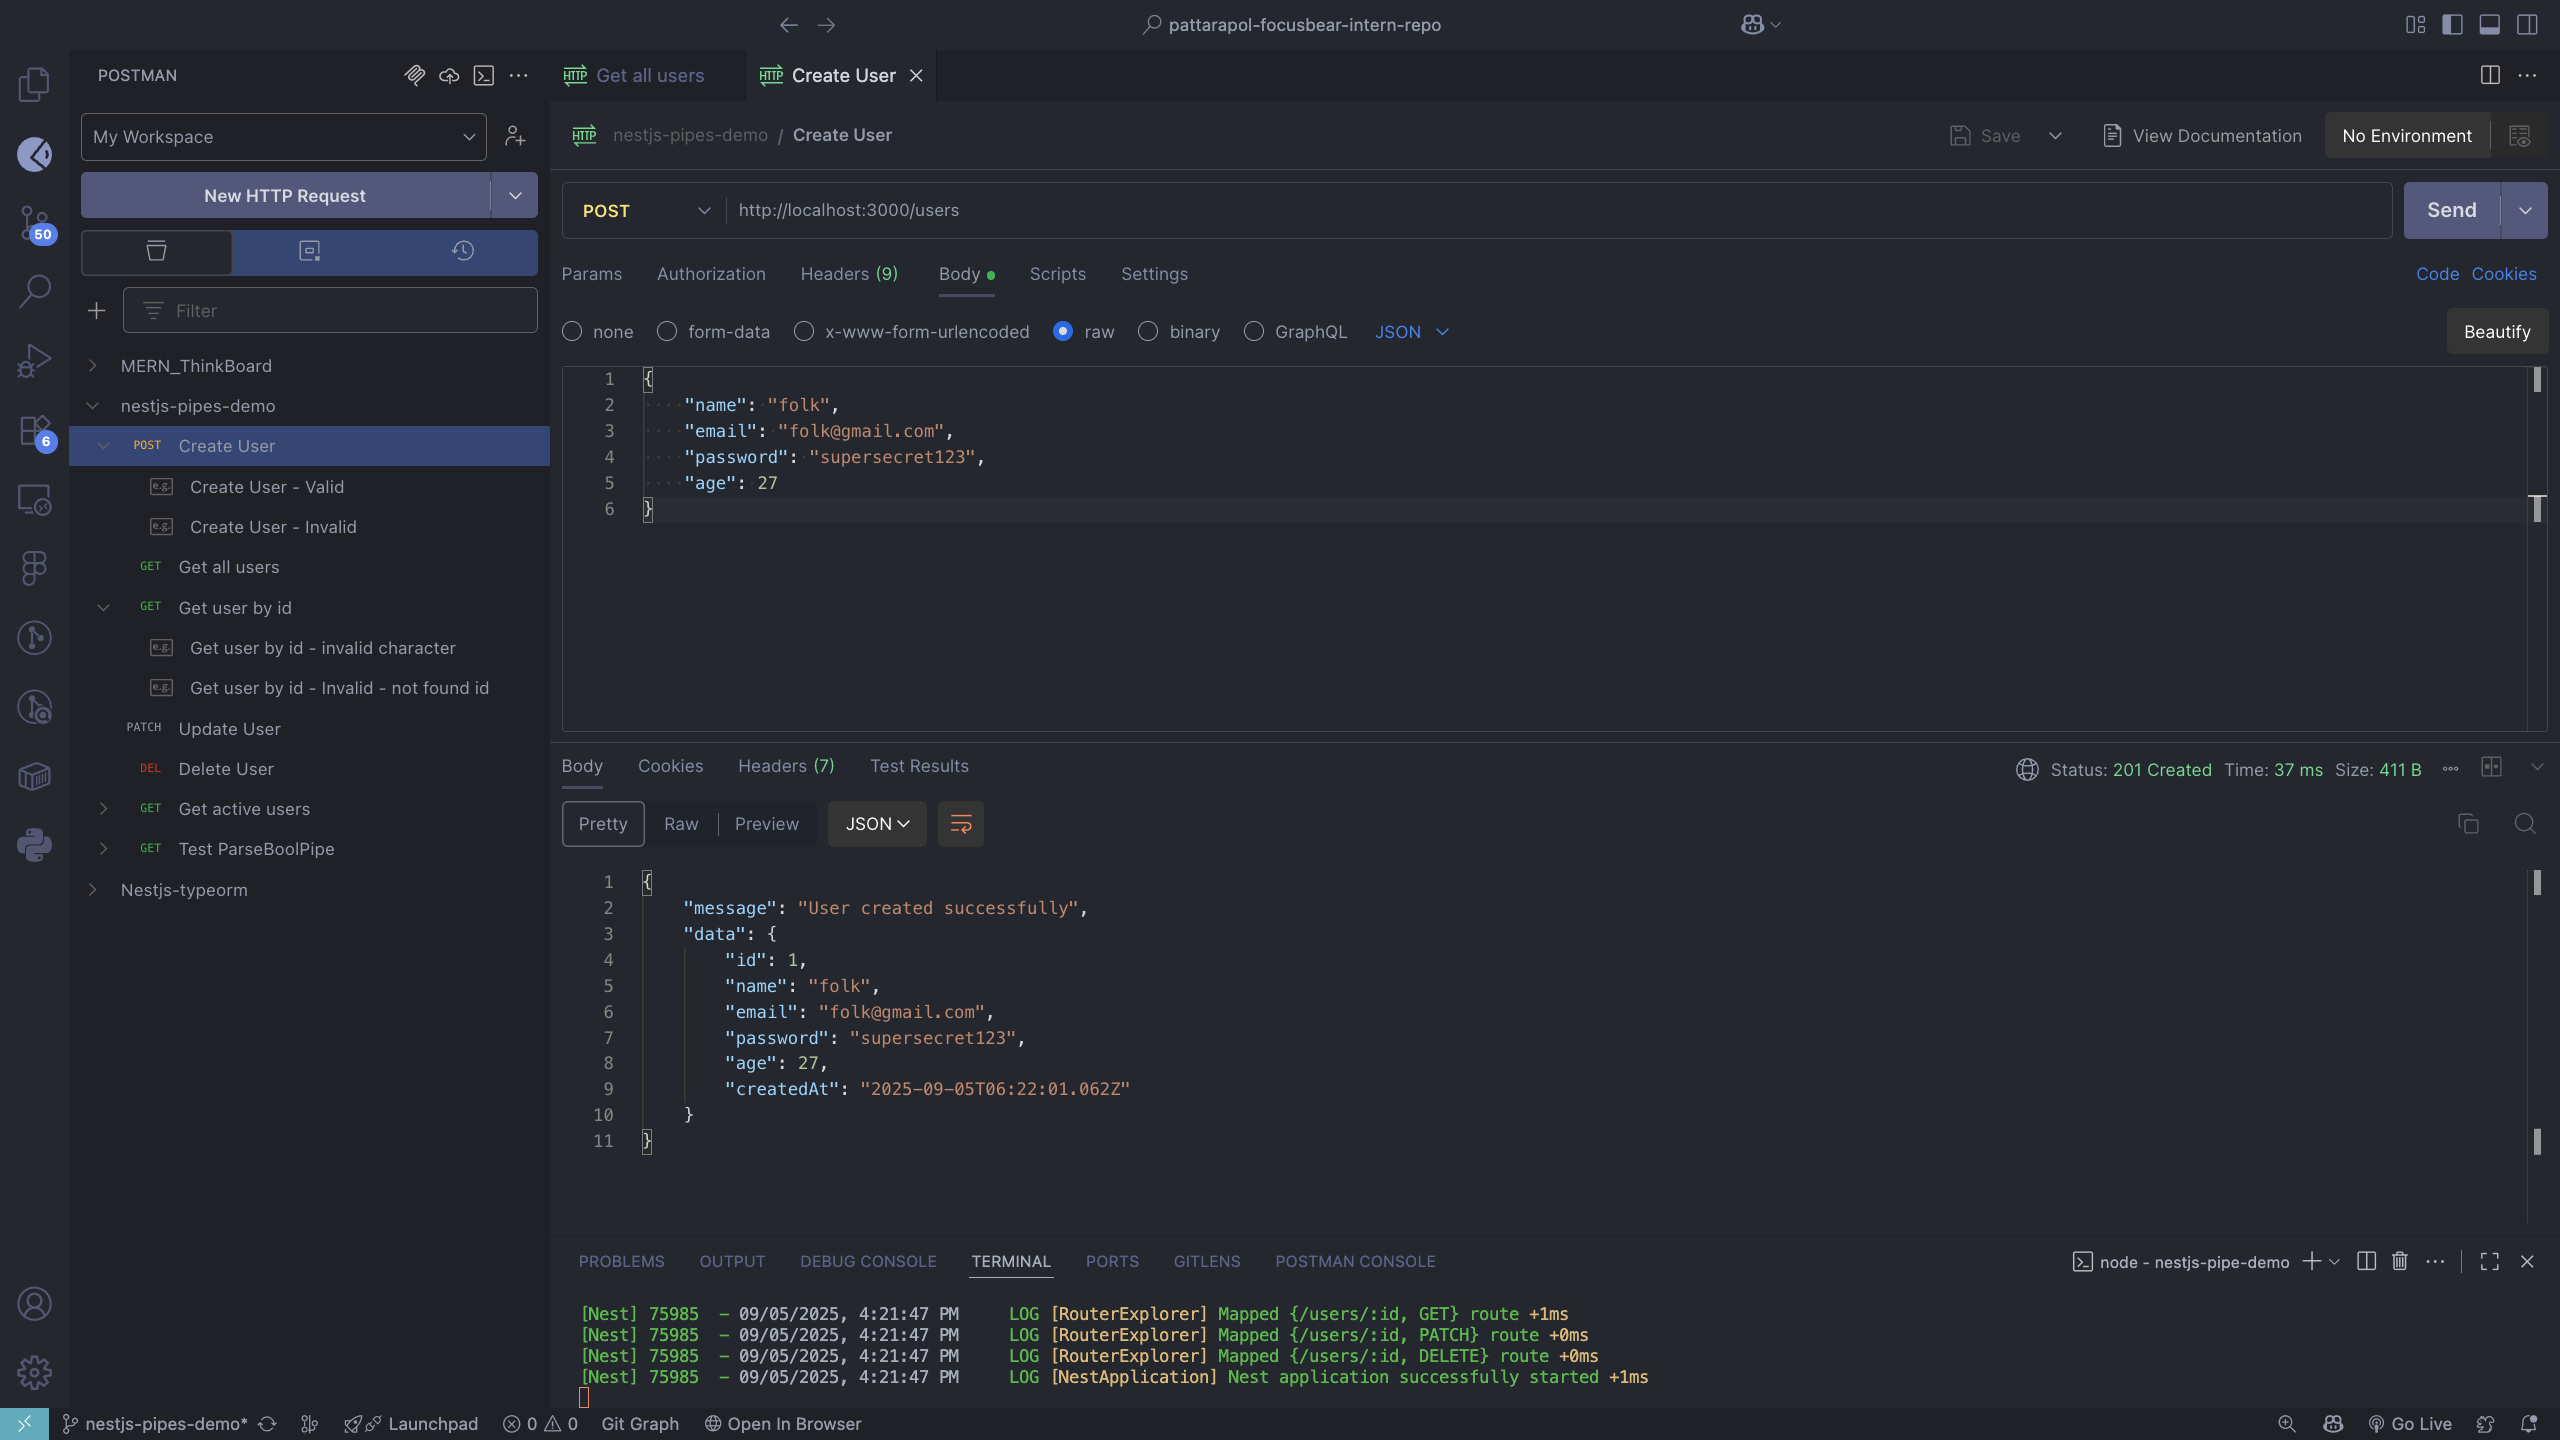 pattarapol-focusbear-intern-repo
POSTMAN
My Workspace
New HTTP Request
Filter
MERN_ThinkBoard
nestjs-pipes-demo
POST Create User
e.g. Create User - Valid
e.g. Create User - Invalid
GET Get all users
GET Get user by id
e.g. Get user by id - invalid character
e.g. Get user by id - Invalid - not found id
PATCH Update User
DEL Delete User
GET Get active users
GET Test ParseBoolPipe
Nestjs-typeorm
50
6
HTTP Get all users
HTTP Create User
HTTP nestjs-pipes-demo / Create User
Save
View Documentation
No Environment
POST http://localhost:3000/users
Send
Params Authorization Headers (9) Body Scripts Settings
Code Cookies
none form-data x-www-form-urlencoded raw binary GraphQL JSON
Beautify
1 {
2 "name": "folk",
3 "email": "folk@gmail.com",
4 "password": "supersecret123",
5 "age": 27
6 }
Body Cookies Headers (7) Test Results
Status: 201 Created Time: 37 ms Size: 411 B
Pretty Raw Preview JSON
1 {
2 "message": "User created successfully",
3 "data": {
4 "id": 1,
5 "name": "folk",
6 "email": "folk@gmail.com",
7 "password": "supersecret123",
8 "age": 27,
9 "createdAt": "2025-09-05T06:22:01.062Z"
10 }
11 }
PROBLEMS OUTPUT DEBUG CONSOLE TERMINAL PORTS GITLENS POSTMAN CONSOLE
node - nestjs-pipe-demo
[Nest] 75985 - 09/05/2025, 4:21:47 PM LOG [RouterExplorer] Mapped {/users/:id, GET} route +1ms
[Nest] 75985 - 09/05/2025, 4:21:47 PM LOG [RouterExplorer] Mapped {/users/:id, PATCH} route +0ms
[Nest] 75985 - 09/05/2025, 4:21:47 PM LOG [RouterExplorer] Mapped {/users/:id, DELETE} route +0ms
[Nest] 75985 - 09/05/2025, 4:21:47 PM LOG [NestApplication] Nest application successfully started +1ms
nestjs-pipes-demo* Launchpad 0 0 Git Graph Open In Browser
Go Live